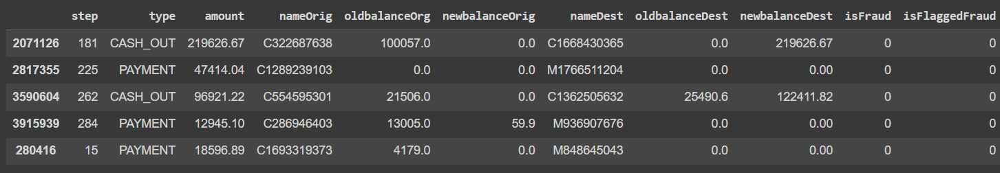 step type amount nameOrig oldbalanceOrg newbalanceOrig nameDest oldbalanceDest newbalanceDest isFraud isFlaggedFraud
2071126 181 CASH_OUT 219626.67 C322687638 100057.0 0.0 C1668430365 0.0 219626.67 0 0
2817355 225 PAYMENT 47414.04 C1289239103 0.0 0.0 M1766511204 0.0 0.00 0 0
3590604 262 CASH_OUT 96921.22 C554595301 21506.0 0.0 C1362505632 25490.6 122411.82 0 0
3915939 284 PAYMENT 12945.10 C286946403 13005.0 59.9 M936907676 0.0 0.00 0 0
280416 15 PAYMENT 18596.89 C1693319373 4179.0 0.0 M848645043 0.0 0.00 0 0